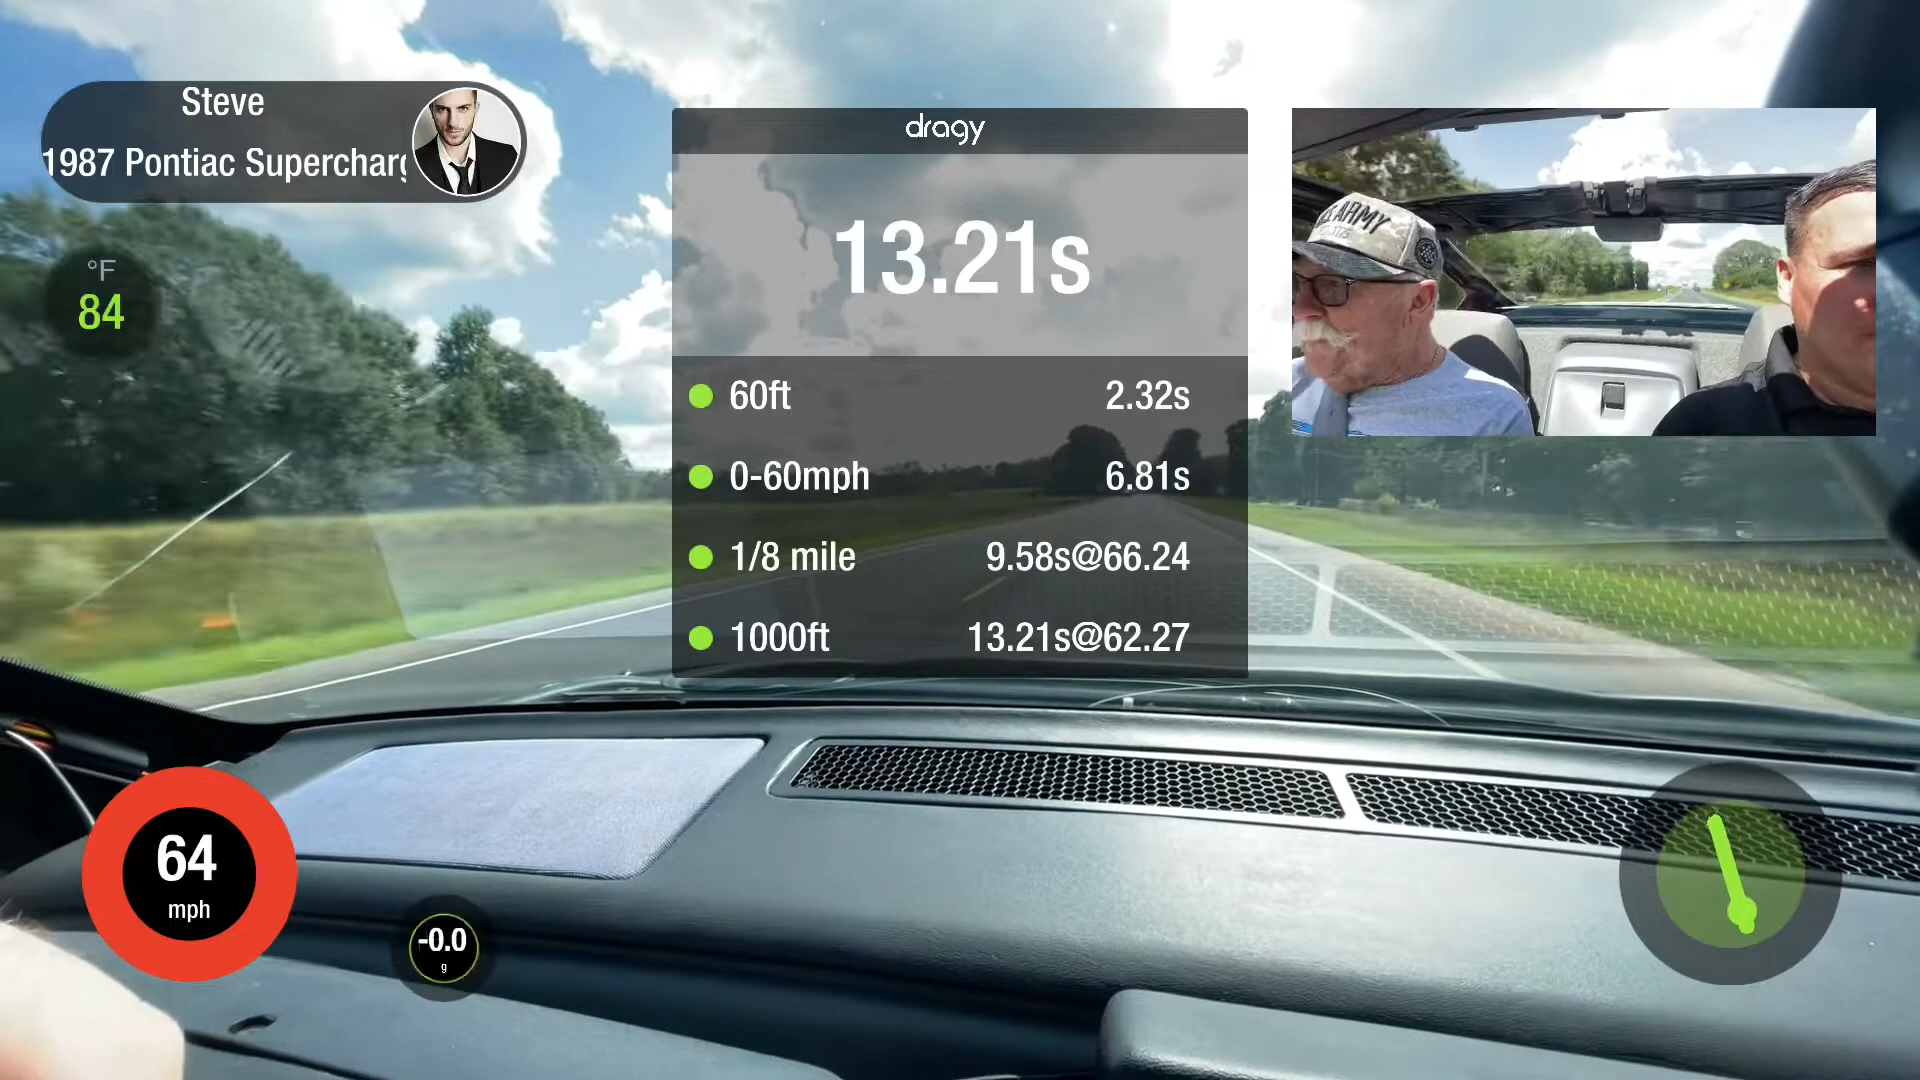 Steve
1987 Pontiac Supercharg
°F
84
dragy
13.21s
60ft 2.32s
0-60mph 6.81s
1/8 mile 9.58s@66.24
1000ft 13.21s@62.27
ARMY
64
mph
-0.0
g